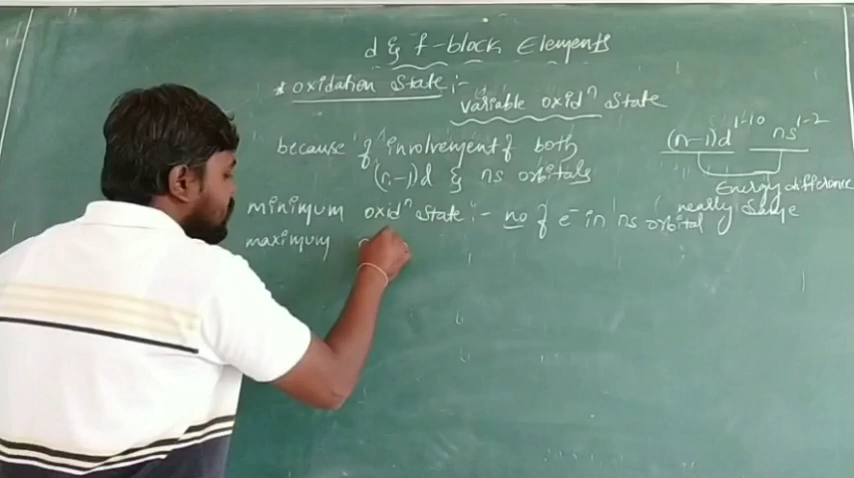 d & f-block Elements
* oxidation state :-
variable oxidⁿ state
because of involvement of both
(n-1)d & ns orbitals
(n-1)d¹⁻¹⁰ ns¹⁻²
Energy difference
nearly same
minimum oxidⁿ state :- no of e⁻ in ns orbital
maximum